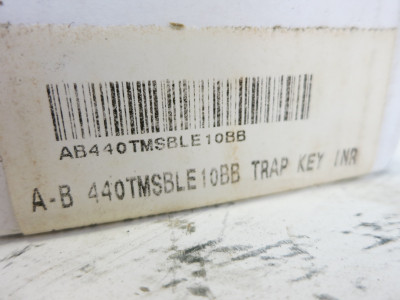 AB440TMSBLE10BB
A-B 440TMSBLE10BB TRAP KEY INR